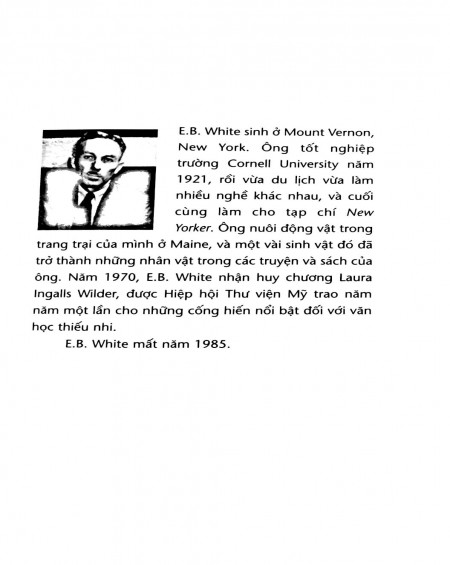 E.B. White sinh ở Mount Vernon,
New York. Ông tốt nghiệp
trường Cornell University năm
1921, rồi vừa du lịch vừa làm
nhiều nghề khác nhau, và cuối
cùng làm cho tạp chí New
Yorker. Ông nuôi động vật trong
trang trại của mình ở Maine, và một vài sinh vật đó đã
trở thành những nhân vật trong các truyện và sách của
ông. Năm 1970, E.B. White nhận huy chương Laura
Ingalls Wilder, được Hiệp hội Thư viện Mỹ trao năm
năm một lần cho những cống hiến nổi bật đối với văn
học thiếu nhi.
E.B. White mất năm 1985.